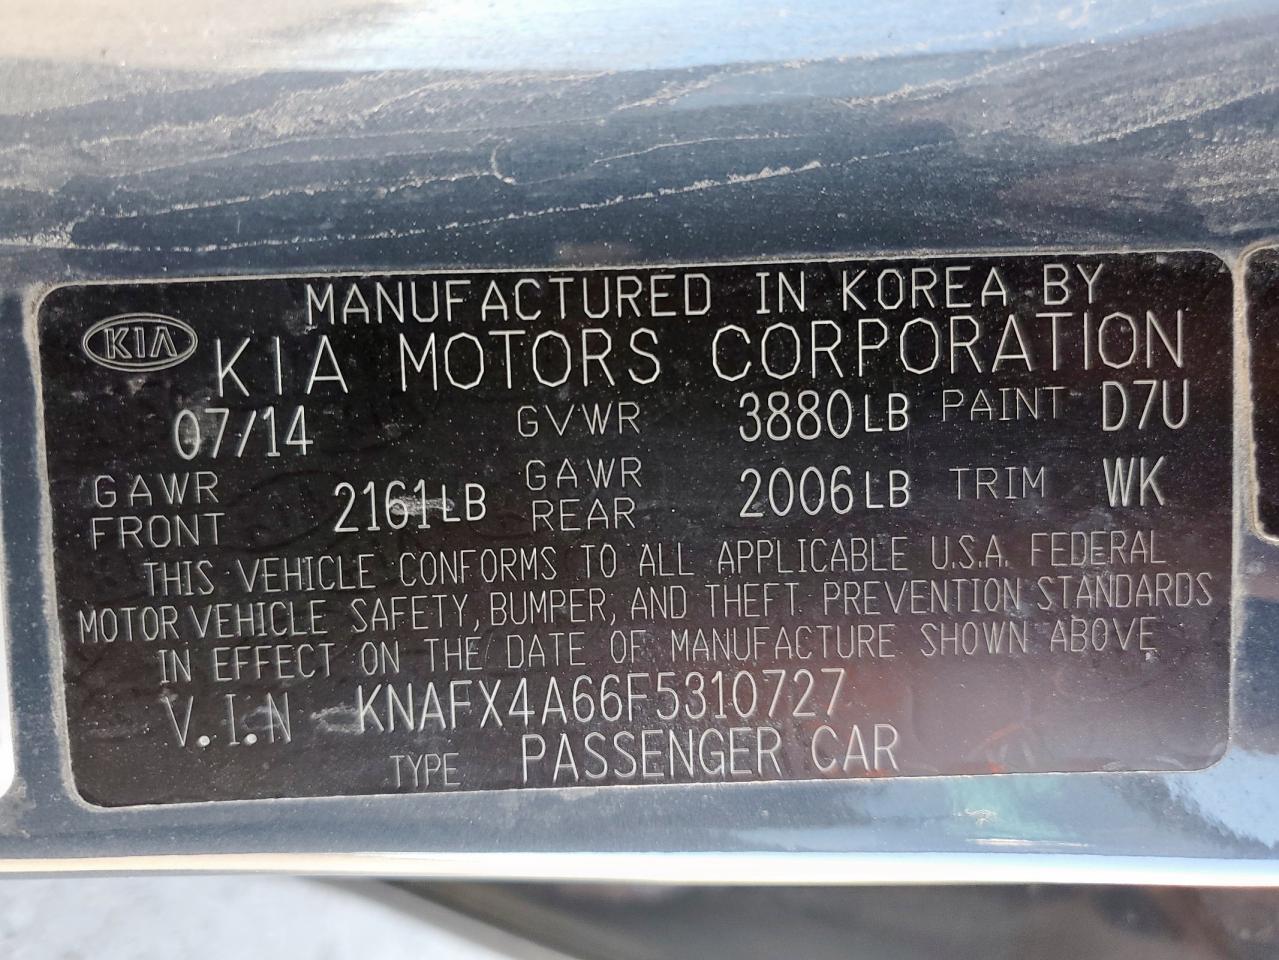 MANUFACTURED IN KOREA BY
KIA KIA MOTORS CORPORATION
07/14 GVWR 3880LB PAINT D7U
GAWR FRONT 2161LB GAWR REAR 2006LB TRIM WK
THIS VEHICLE CONFORMS TO ALL APPLICABLE U.S.A. FEDERAL
MOTOR VEHICLE SAFETY, BUMPER, AND THEFT PREVENTION STANDARDS
IN EFFECT ON THE DATE OF MANUFACTURE SHOWN ABOVE
V.I.N KNAFX4A66F5310727
TYPE PASSENGER CAR